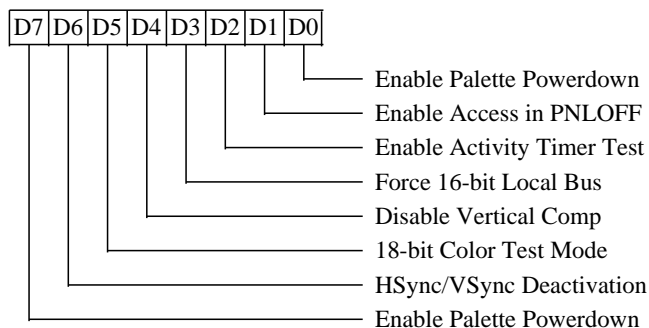 D7 D6 D5 D4 D3 D2 D1 D0
Enable Palette Powerdown
Enable Access in PNLOFF
Enable Activity Timer Test
Force 16-bit Local Bus
Disable Vertical Comp
18-bit Color Test Mode
HSync/VSync Deactivation
Enable Palette Powerdown